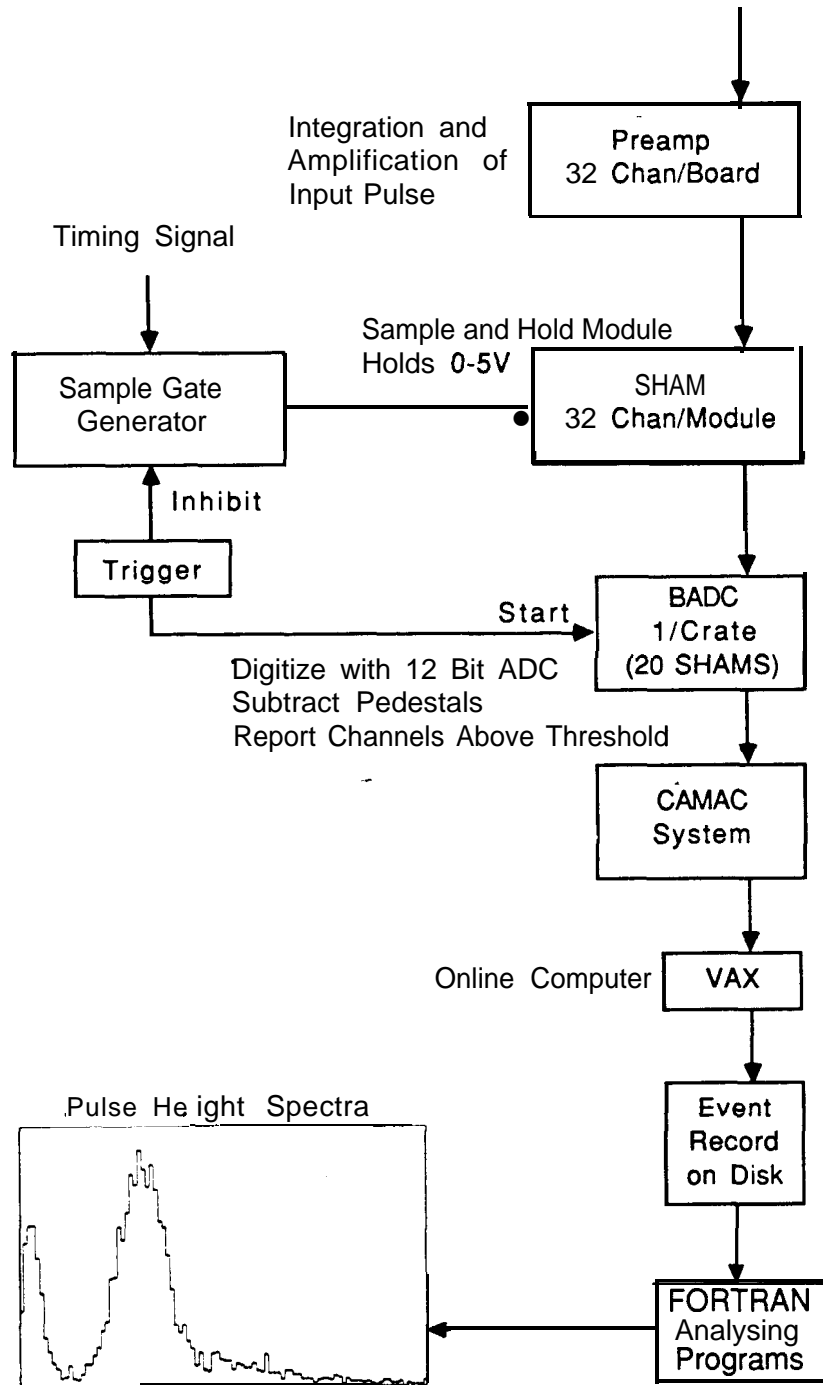 Integration and
Amplification of
Input Pulse
Preamp
32 Chan/Board
Timing Signal
Sample and Hold Module
Holds 0-5V
Sample Gate
Generator
SHAM
32 Chan/Module
Inhibit
Trigger
Start
BADC
1/Crate
(20 SHAMS)
Digitize with 12 Bit ADC
Subtract Pedestals
Report Channels Above Threshold
CAMAC
System
Online Computer
VAX
Pulse Height Spectra
Event
Record
on Disk
FORTRAN
Analysing
Programs